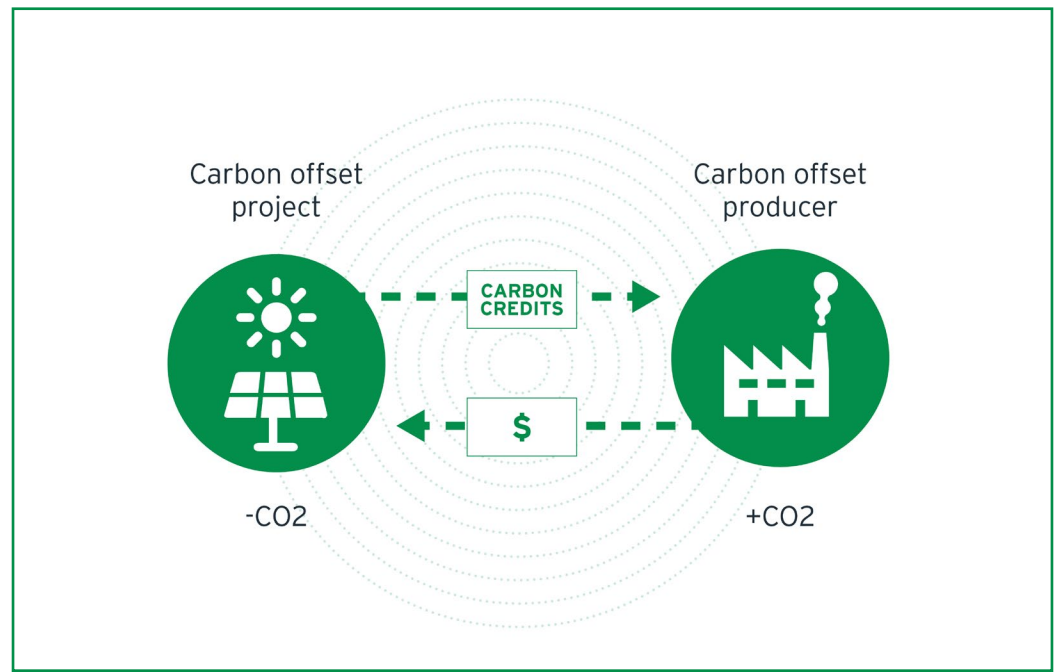 Carbon offset
project
Carbon offset
producer
CARBON
CREDITS
$
-CO2
+CO2